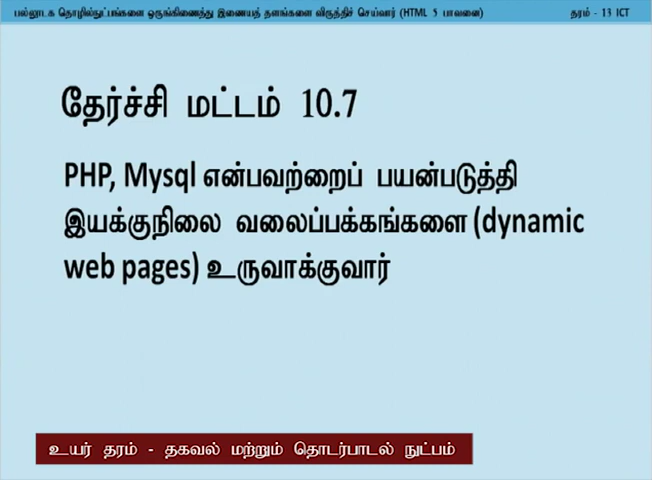 பல்லூடக தொழில்நுட்பங்களை ஒருங்கிணைத்து இணையத் தளங்களை விருத்திச் செய்வார் (HTML 5 பாவனை) தரம் - 13 ICT
தேர்ச்சி மட்டம் 10.7
PHP, Mysql என்பவற்றைப் பயன்படுத்தி
இயக்குநிலை வலைப்பக்கங்களை (dynamic
web pages) உருவாக்குவார்
உயர் தரம் - தகவல் மற்றும் தொடர்பாடல் நுட்பம்